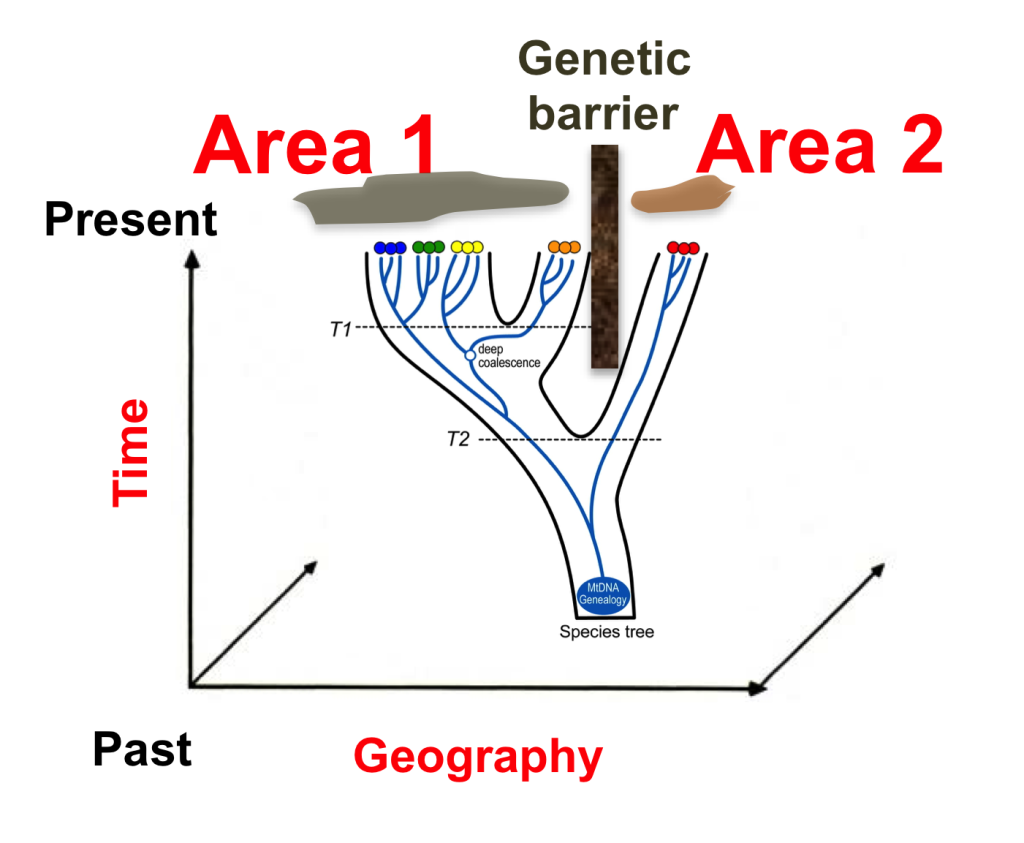 Genetic
barrier
Area 1
Area 2
Present
T1
deep
coalescence
T2
Time
MtDNA
Genealogy
Species tree
Past
Geography